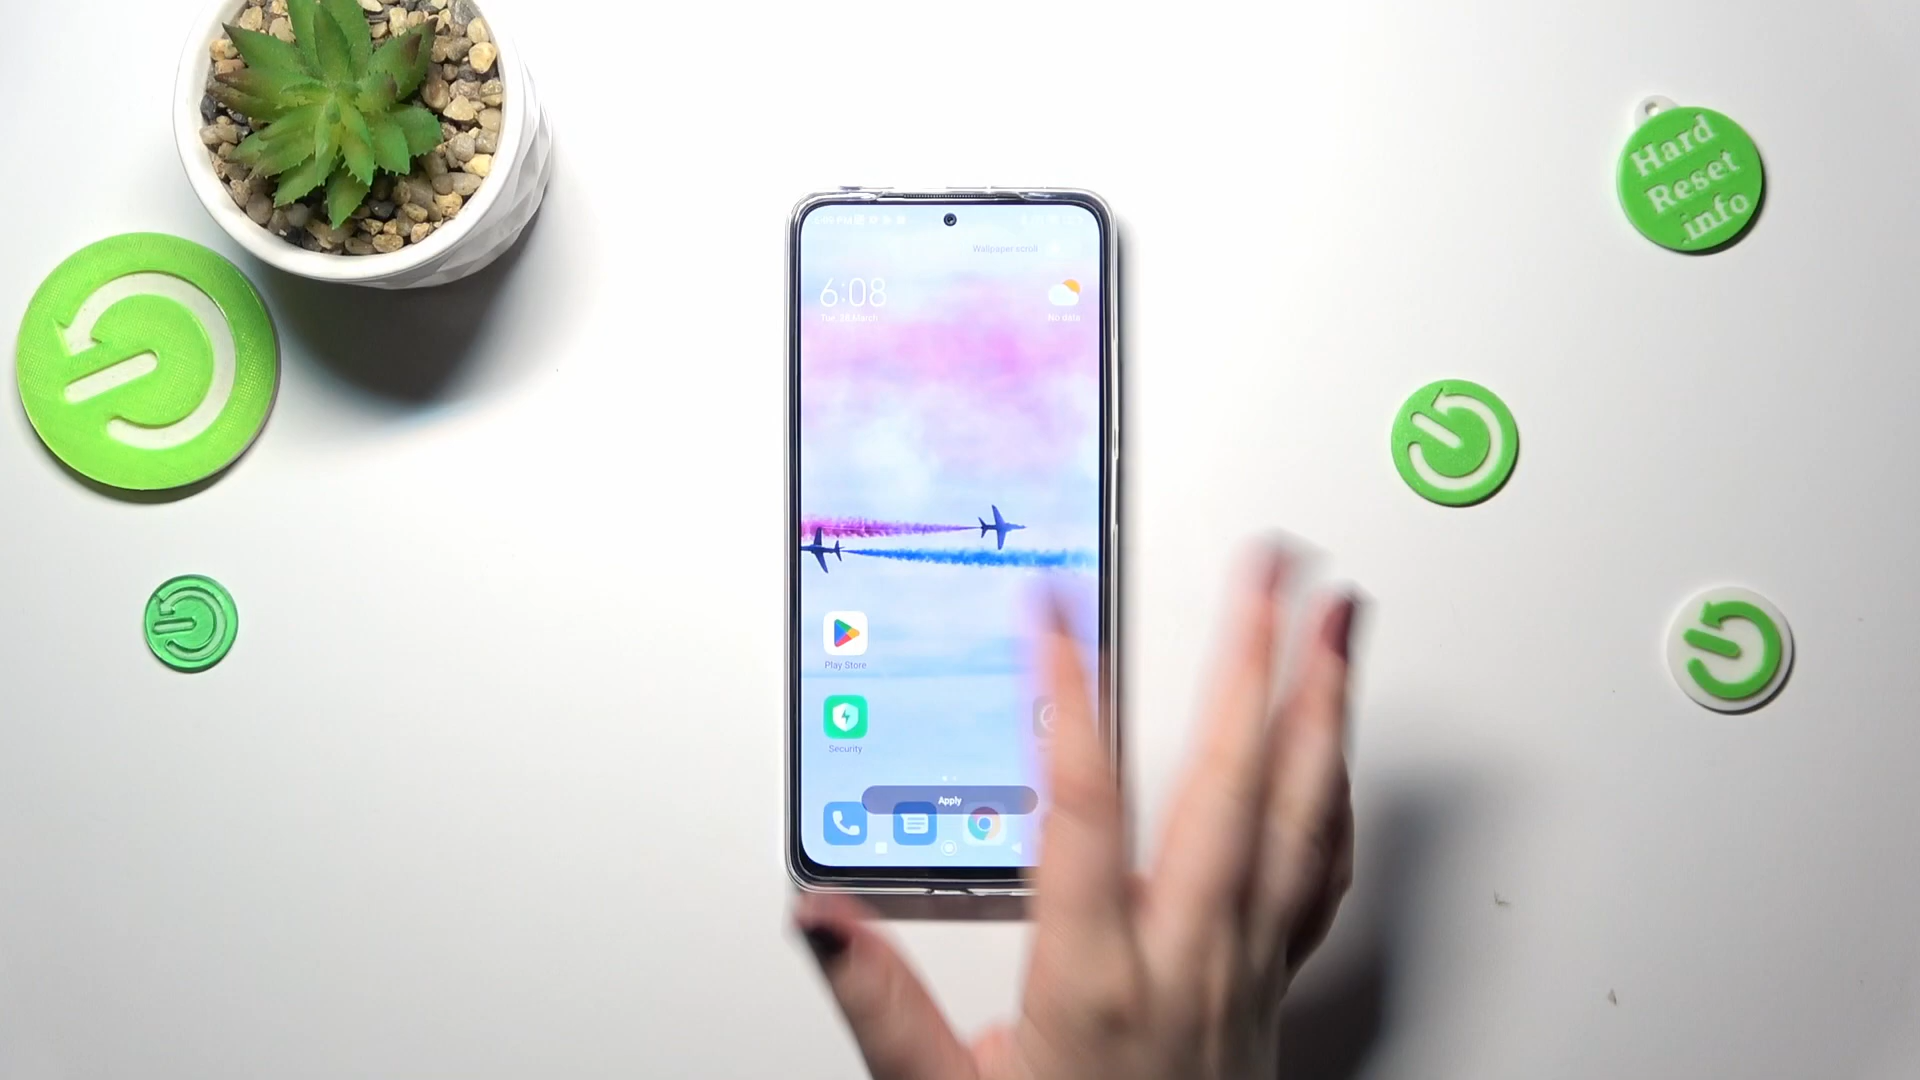 Hard
Reset
info
Wallpaper scroll
6:08
Tue, 28 March
No data
Play Store
Security
Apply